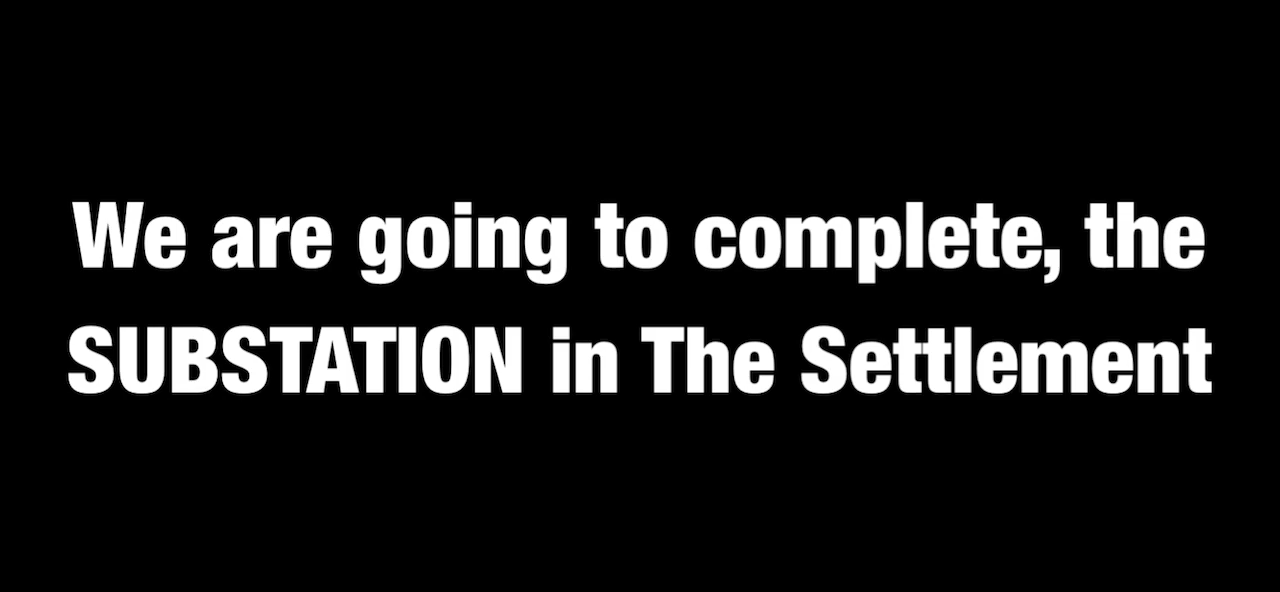 We are going to complete, the
SUBSTATION in The Settlement